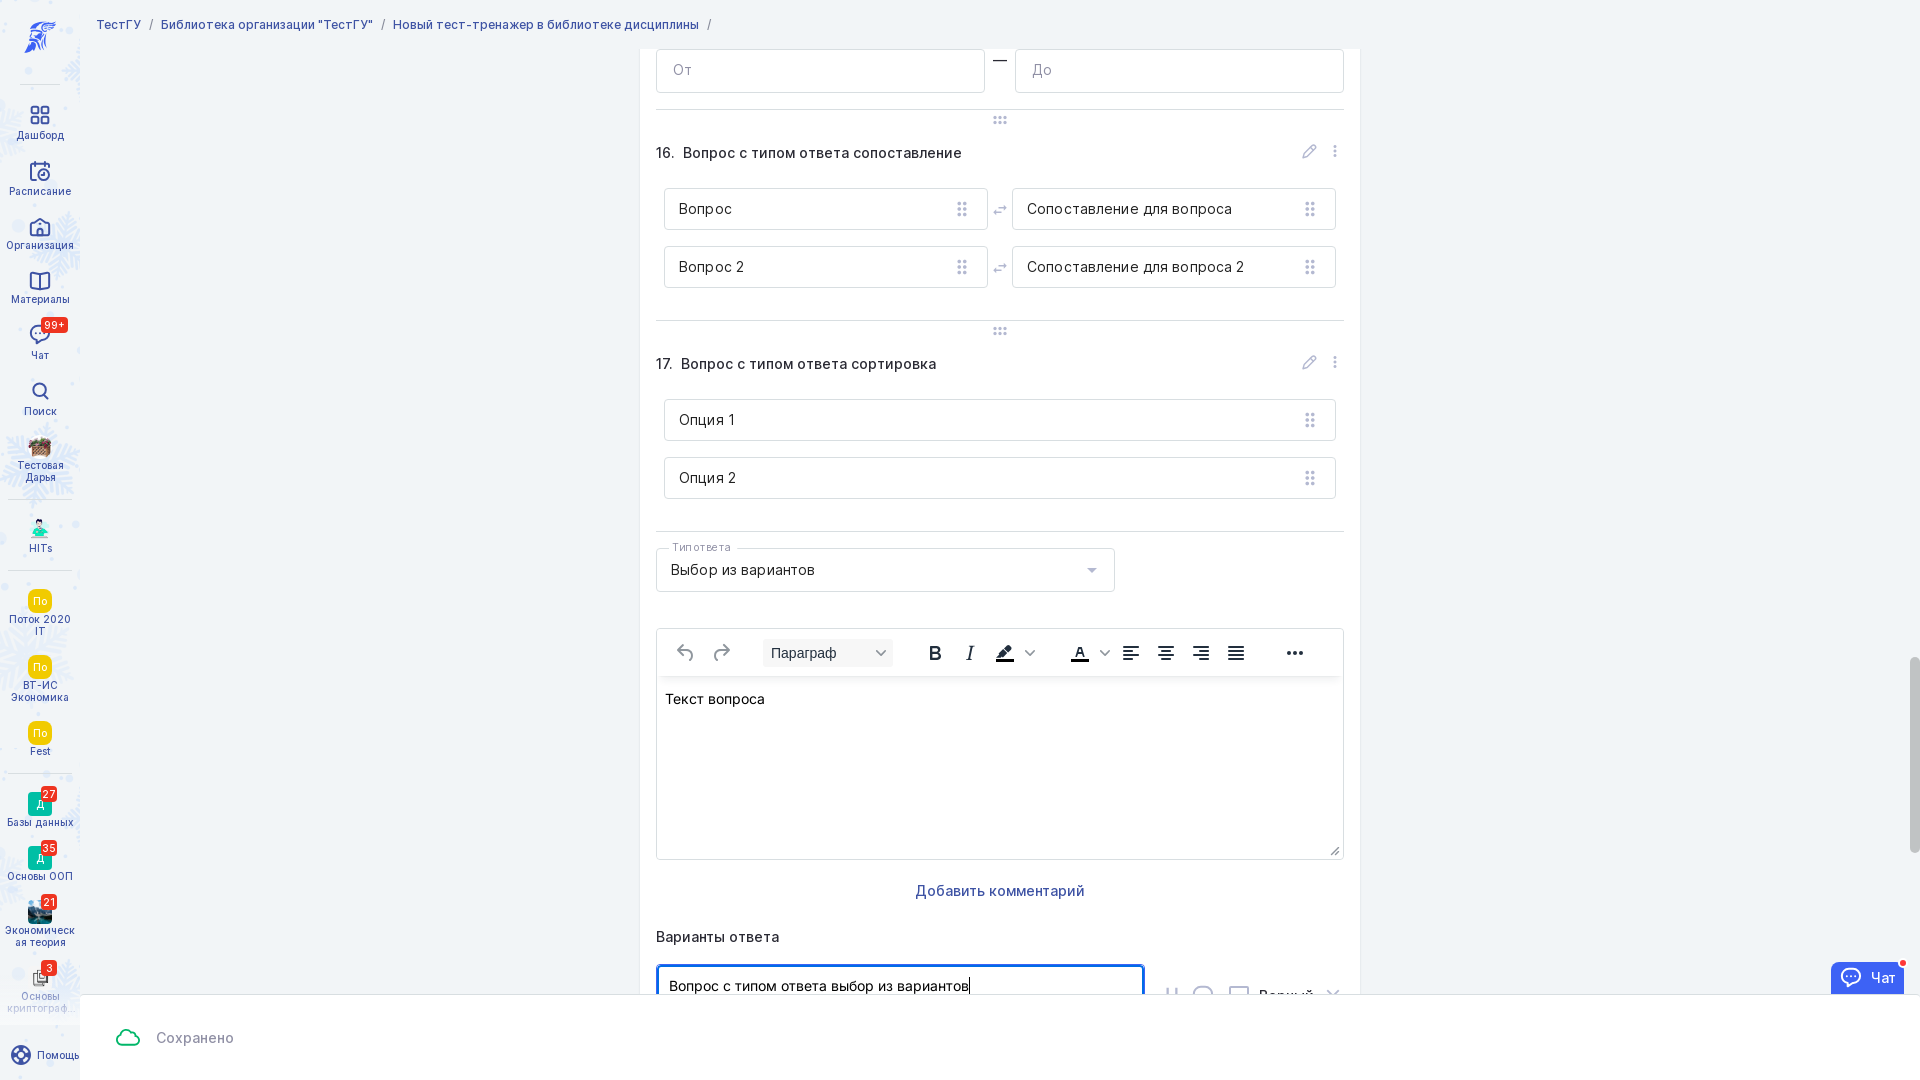 ТестГУ / Библиотека организации "ТестГУ" / Новый тест-тренажер в библиотеке дисциплины /
Дашборд
Расписание
Организация
Материалы
99+
Чат
Поиск
Тестовая
Дарья
HITs
По
Поток 2020
IT
По
ВТ-ИС
Экономика
По
Fest
27
Д
Базы данных
35
Д
Основы ООП
21
Экономическ
ая теория
3
Основы
криптограф...
Помощь
От — До
16. Вопрос с типом ответа сопоставление
Вопрос Сопоставление для вопроса
Вопрос 2 Сопоставление для вопроса 2
17. Вопрос с типом ответа сортировка
Опция 1
Опция 2
Тип ответа
Выбор из вариантов
Параграф B I A
Текст вопроса
Добавить комментарий
Варианты ответа
Вопрос с типом ответа выбор из вариантов
Верный
Чат
Сохранено